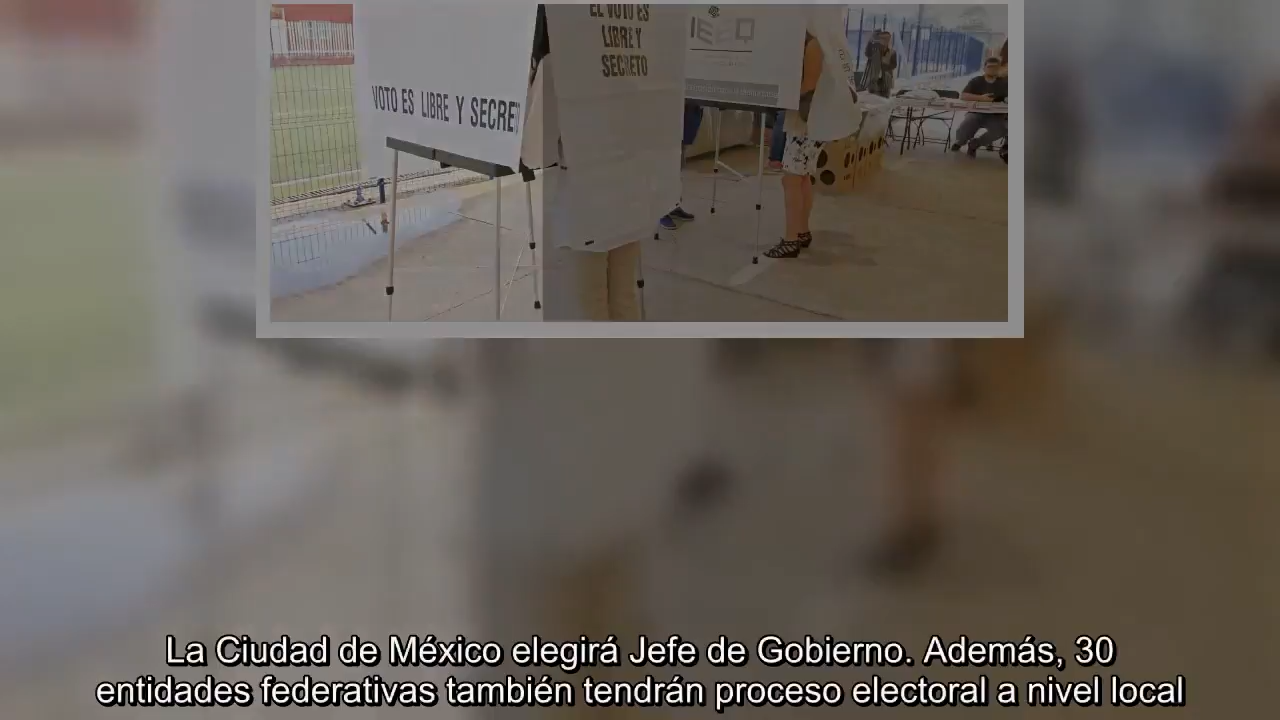 EL VOTO ES
LIBRE Y
SECRETO
IEEQ
VOTO ES LIBRE Y SECRE
La Ciudad de México elegirá Jefe de Gobierno. Además, 30
entidades federativas también tendrán proceso electoral a nivel local